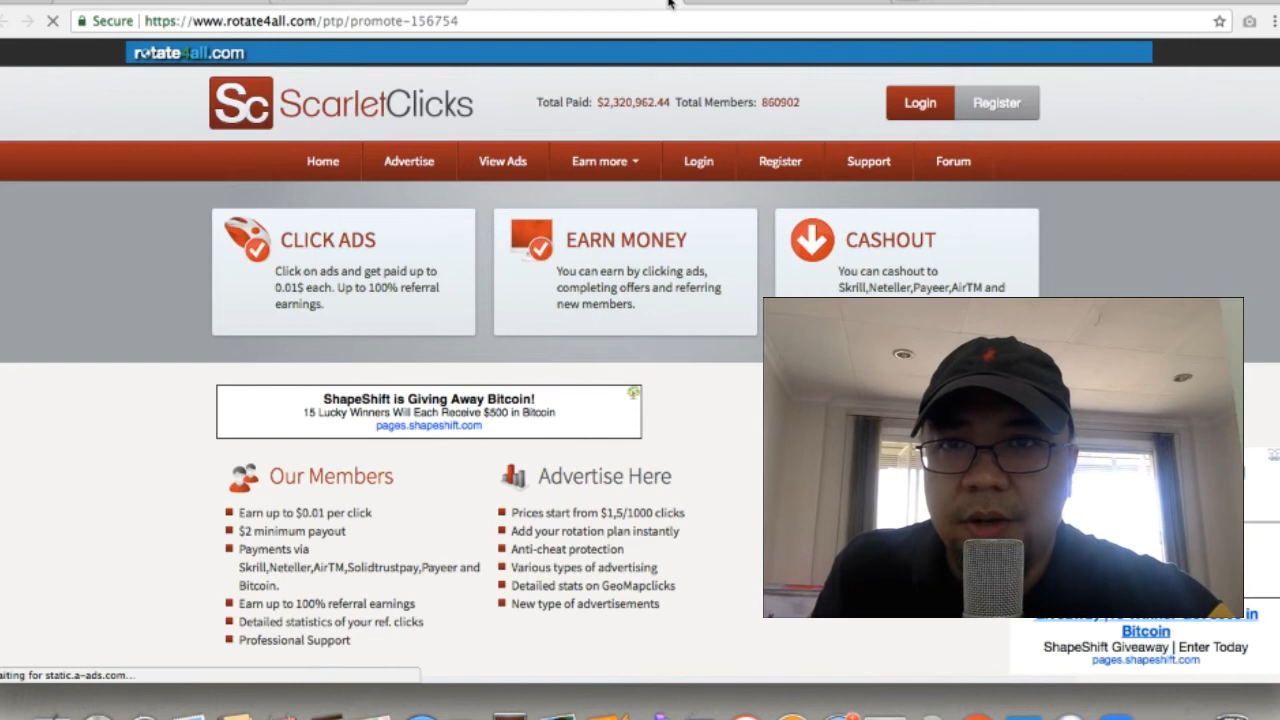 Secure https://www.rotate4all.com/ptp/promote-156754
rotate4all.com
Sc ScarletClicks
Total Paid: $2,320,962.44 Total Members: 860902
Login Register
Home Advertise View Ads Earn more Login Register Support Forum
CLICK ADS
Click on ads and get paid up to
0.01$ each. Up to 100% referral
earnings.
EARN MONEY
You can earn by clicking ads,
completing offers and referring
new members.
CASHOUT
You can cashout to
Skrill,Neteller,Payeer,AirTM and
ShapeShift is Giving Away Bitcoin!
15 Lucky Winners Will Each Receive $500 in Bitcoin
pages.shapeshift.com
Our Members
Earn up to $0.01 per click
$2 minimum payout
Payments via
Skrill,Neteller,AirTM,Solidtrustpay,Payeer and
Bitcoin.
Earn up to 100% referral earnings
Detailed statistics of your ref. clicks
Professional Support
Advertise Here
Prices start from $1,5/1000 clicks
Add your rotation plan instantly
Anti-cheat protection
Various types of advertising
Detailed stats on GeoMapclicks
New type of advertisements
in
Bitcoin
ShapeShift Giveaway | Enter Today
pages.shapeshift.com
aiting for static.a-ads.com...